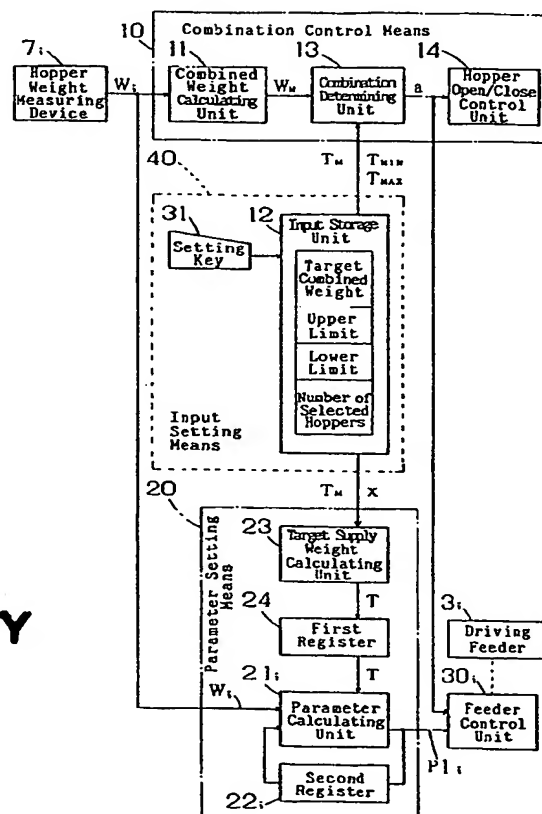 10
Combination Control Means
7i
11
13
14
Hopper
Weight
Measuring
Device
Wi
Combined
Weight
Calculating
Unit
WM
Combination
Determining
Unit
a
Hopper
Open/Close
Control
Unit
TM
TMIN
TMAX
40
31
12
Setting
Key
Input Storage
Unit
Target
Combined
Weight
Upper
Limit
Lower
Limit
Number of
Selected
Hoppers
Input
Setting
Means
TM
x
20
Parameter Setting
Means
23
Target Supply
Weight
Calculating
Unit
T
24
First
Register
3i
Driving
Feeder
T
21i
30i
Wi
Parameter
Calculating
Unit
Feeder
Control
Unit
P1i
Second
Register
22i
Y